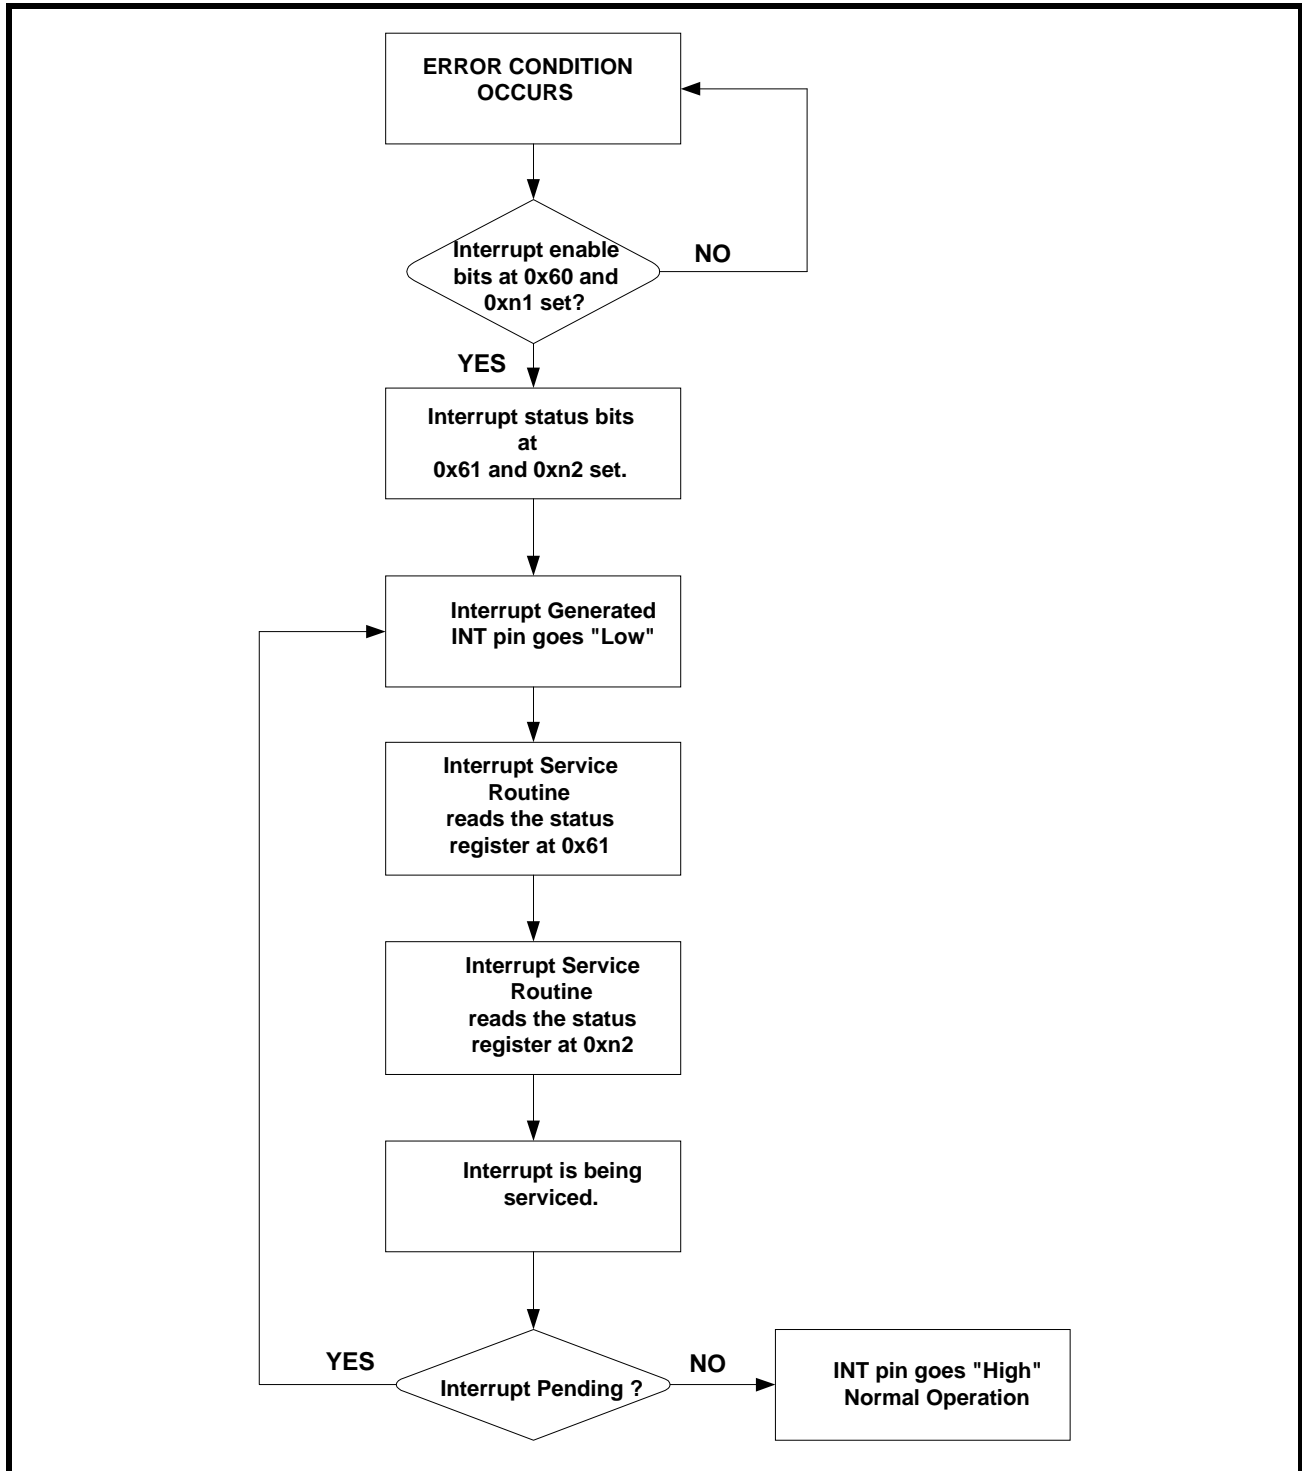 ERROR CONDITION
OCCURS
Interrupt enable
bits at 0x60 and
0xn1 set?
NO
YES
Interrupt status bits
at
0x61 and 0xn2 set.
Interrupt Generated
INT pin goes "Low"
Interrupt Service
Routine
reads the status
register at 0x61
Interrupt Service
Routine
reads the status
register at 0xn2
Interrupt is being
serviced.
YES
Interrupt Pending ?
NO
INT pin goes "High"
Normal Operation